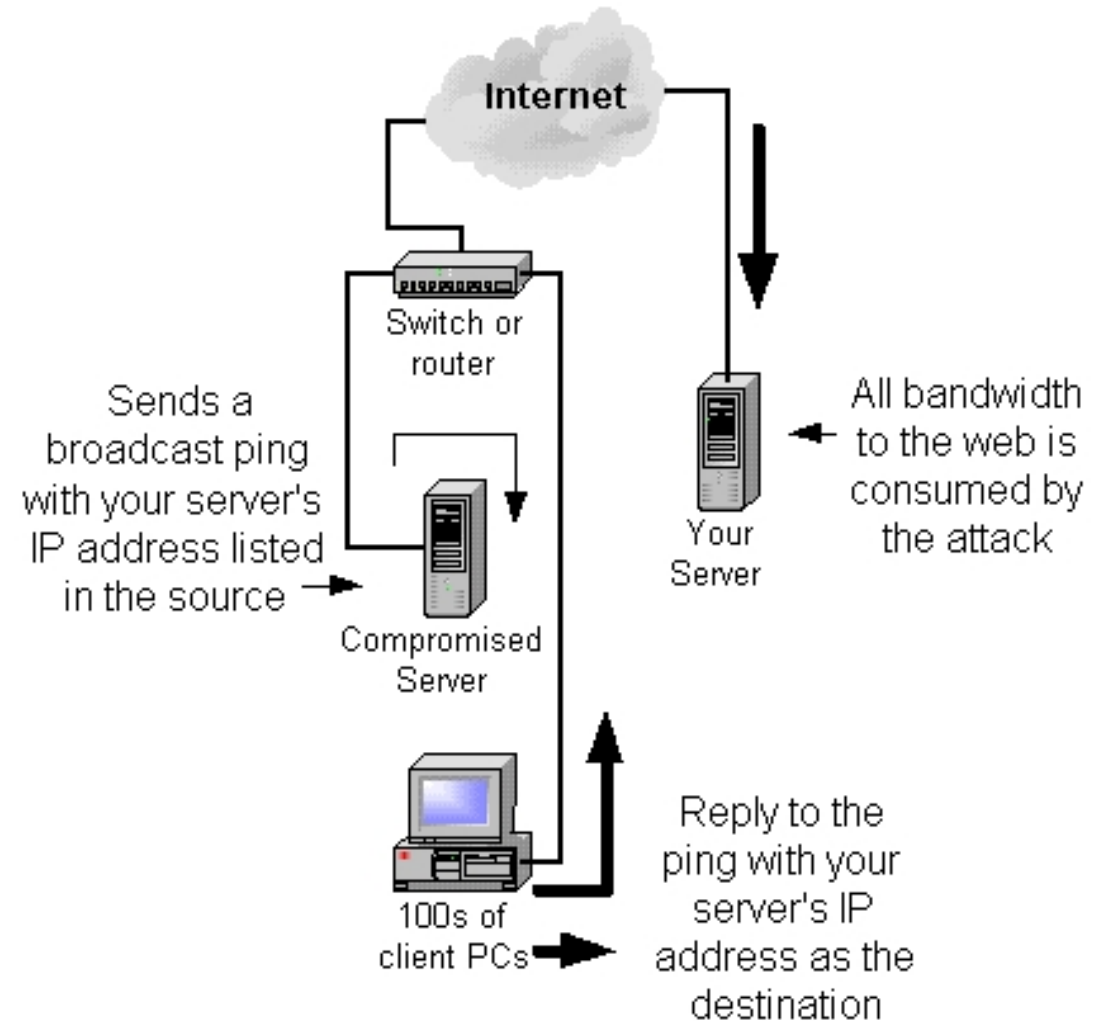 Internet
Switch or
router
Sends a
broadcast ping
with your server's
IP address listed
in the source
Compromised
Server
Your
Server
All bandwidth
to the web is
consumed by
the attack
100s of
client PCs
Reply to the
ping with your
server's IP
address as the
destination